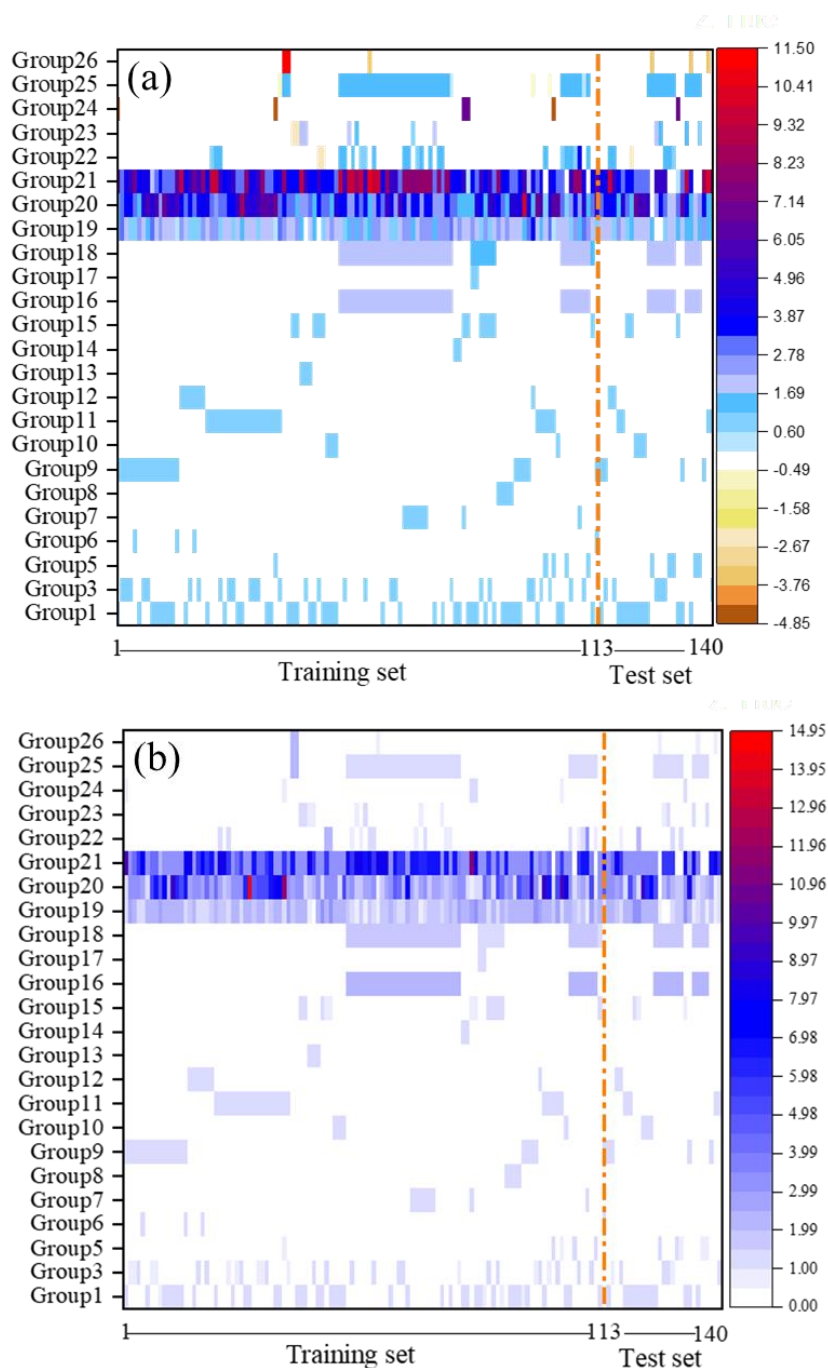 (a)
Group26
Group25
Group24
Group23
Group22
Group21
Group20
Group19
Group18
Group17
Group16
Group15
Group14
Group13
Group12
Group11
Group10
Group9
Group8
Group7
Group6
Group5
Group3
Group1
11.50
10.41
9.32
8.23
7.14
6.05
4.96
3.87
2.78
1.69
0.60
-0.49
-1.58
-2.67
-3.76
-4.85
1 113 140
Training set Test set
(b)
Group26
Group25
Group24
Group23
Group22
Group21
Group20
Group19
Group18
Group17
Group16
Group15
Group14
Group13
Group12
Group11
Group10
Group9
Group8
Group7
Group6
Group5
Group3
Group1
14.95
13.95
12.96
11.96
10.96
9.97
8.97
7.97
6.98
5.98
4.98
3.99
2.99
1.99
1.00
0.00
1 113 140
Training set Test set